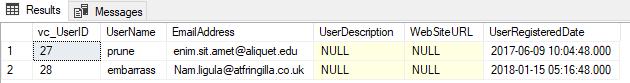 Results Messages
vc_UserID UserName EmailAddress UserDescription WebSiteURL UserRegisteredDate
1 27 prune enim.sit.amet@aliquet.edu NULL NULL 2017-06-09 10:04:48.000
2 28 embarrass Nam.ligula@atfringilla.co.uk NULL NULL 2018-01-15 05:16:48.000